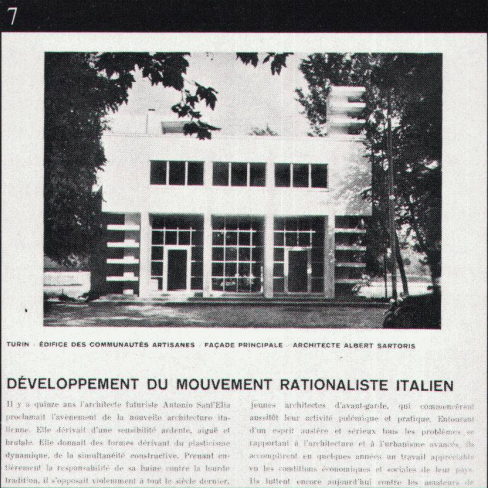 7
TURIN - ÉDIFICE DES COMMUNAUTÉS ARTISANES - FAÇADE PRINCIPALE - ARCHITECTE ALBERT SARTORIS
DÉVELOPPEMENT DU MOUVEMENT RATIONALISTE ITALIEN
Il y a quinze ans l'architecte futuriste Antonio Sant'Elia
proclamait l'avènement de la nouvelle architecture ita-
lienne. Elle dérivait d'une sensibilité ardente, aiguë et
brutale. Elle donnait des formes dérivant du plasticisme
dynamique, de la simultanéité constructive. Prenant en-
tièrement la responsabilité de sa haine contre la lourde
tradition, il s'opposait violemment à tout le siècle dernier,
jeunes architectes d'avant-garde, qui commencèrent
aussitôt leur activité polémique et pratique. Entourant
d'un esprit austère et sérieux tous les problèmes se
rapportant à l'architecture et à l'urbanisme avancés, ils
accomplirent en quelques années un travail appréciable
vu les conditions économiques et sociales de leur pays.
Ils luttent encore aujourd'hui contre les amateurs de